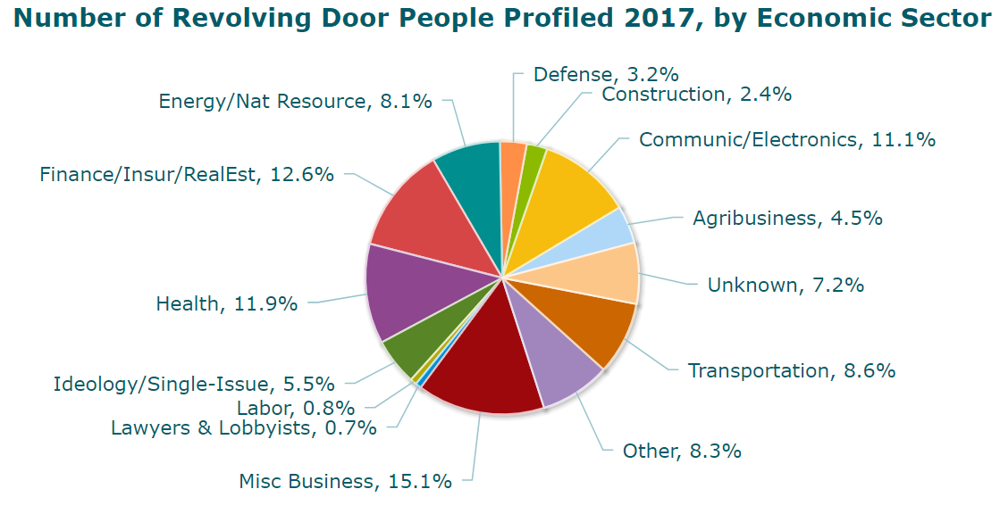 Number of Revolving Door People Profiled 2017, by Economic Sector
Defense, 3.2%
Construction, 2.4%
Energy/Nat Resource, 8.1%
Communic/Electronics, 11.1%
Finance/Insur/RealEst, 12.6%
Agribusiness, 4.5%
Unknown, 7.2%
Health, 11.9%
Transportation, 8.6%
Ideology/Single-Issue, 5.5%
Labor, 0.8%
Lawyers & Lobbyists, 0.7%
Other, 8.3%
Misc Business, 15.1%